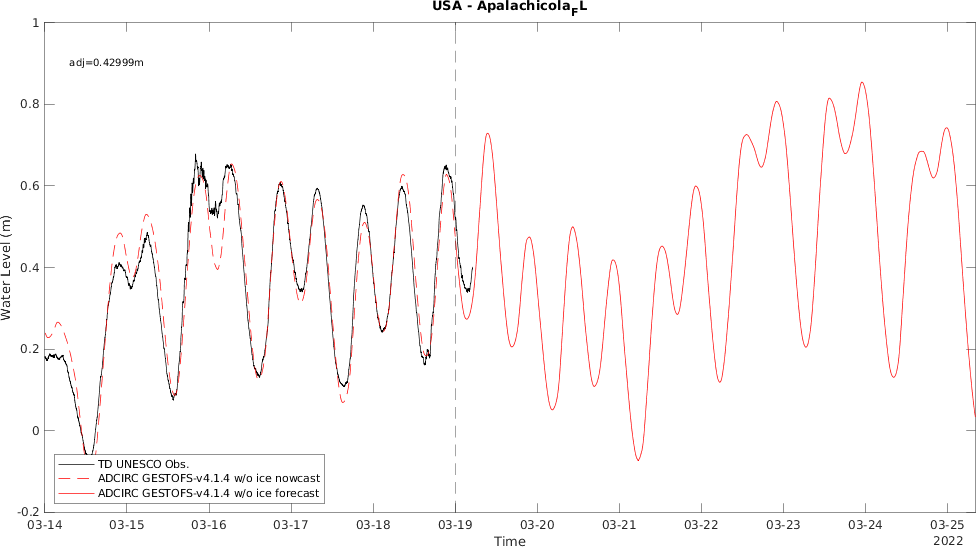 USA - Apalachicola_FL
adj=0.42999m
Water Level (m)
1
0.8
0.6
0.4
0.2
0
-0.2
TD UNESCO Obs.
ADCIRC GESTOFS-v4.1.4 w/o ice nowcast
ADCIRC GESTOFS-v4.1.4 w/o ice forecast
03-14 03-15 03-16 03-17 03-18 03-19 03-20 03-21 03-22 03-23 03-24 03-25
Time
2022